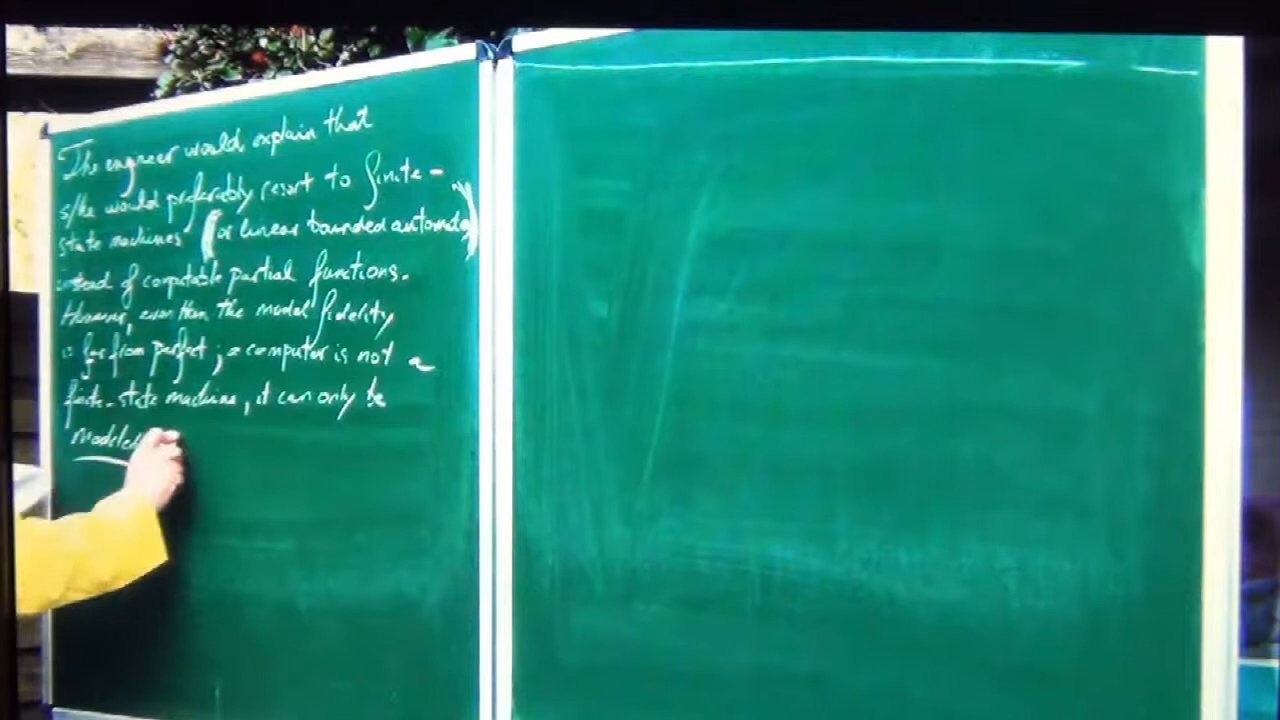 The engineer would explain that
s/he would preferably resort to finite-
state machines (or linear bounded automata)
instead of computable partial functions.
However, even then the model fidelity
is far from perfect; a computer is not a
finite-state machine, it can only be
modeled